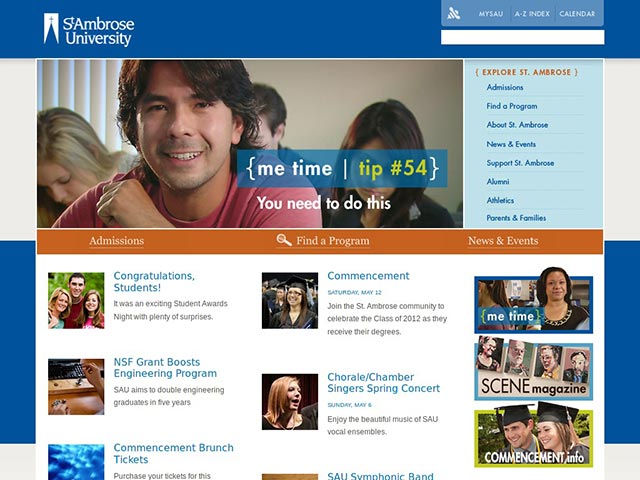 St.Ambrose
University
MYSAU
A-Z INDEX
CALENDAR
{ EXPLORE ST. AMBROSE }
Admissions
Find a Program
About St. Ambrose
News & Events
Support St. Ambrose
Alumni
Athletics
Parents & Families
{me time | tip #54}
You need to do this
Admissions
Find a Program
News & Events
Congratulations,
Students!
It was an exciting Student Awards
Night with plenty of surprises.
NSF Grant Boosts
Engineering Program
SAU aims to double engineering
graduates in five years
Commencement Brunch
Tickets
Purchase your tickets for this
Commencement
SATURDAY, MAY 12
Join the St. Ambrose community to
celebrate the Class of 2012 as they
receive their degrees.
Chorale/Chamber
Singers Spring Concert
SUNDAY, MAY 6
Enjoy the beautiful music of SAU
vocal ensembles.
SAU Symphonic Band
{me time}
SCENE magazine
COMMENCEMENT info